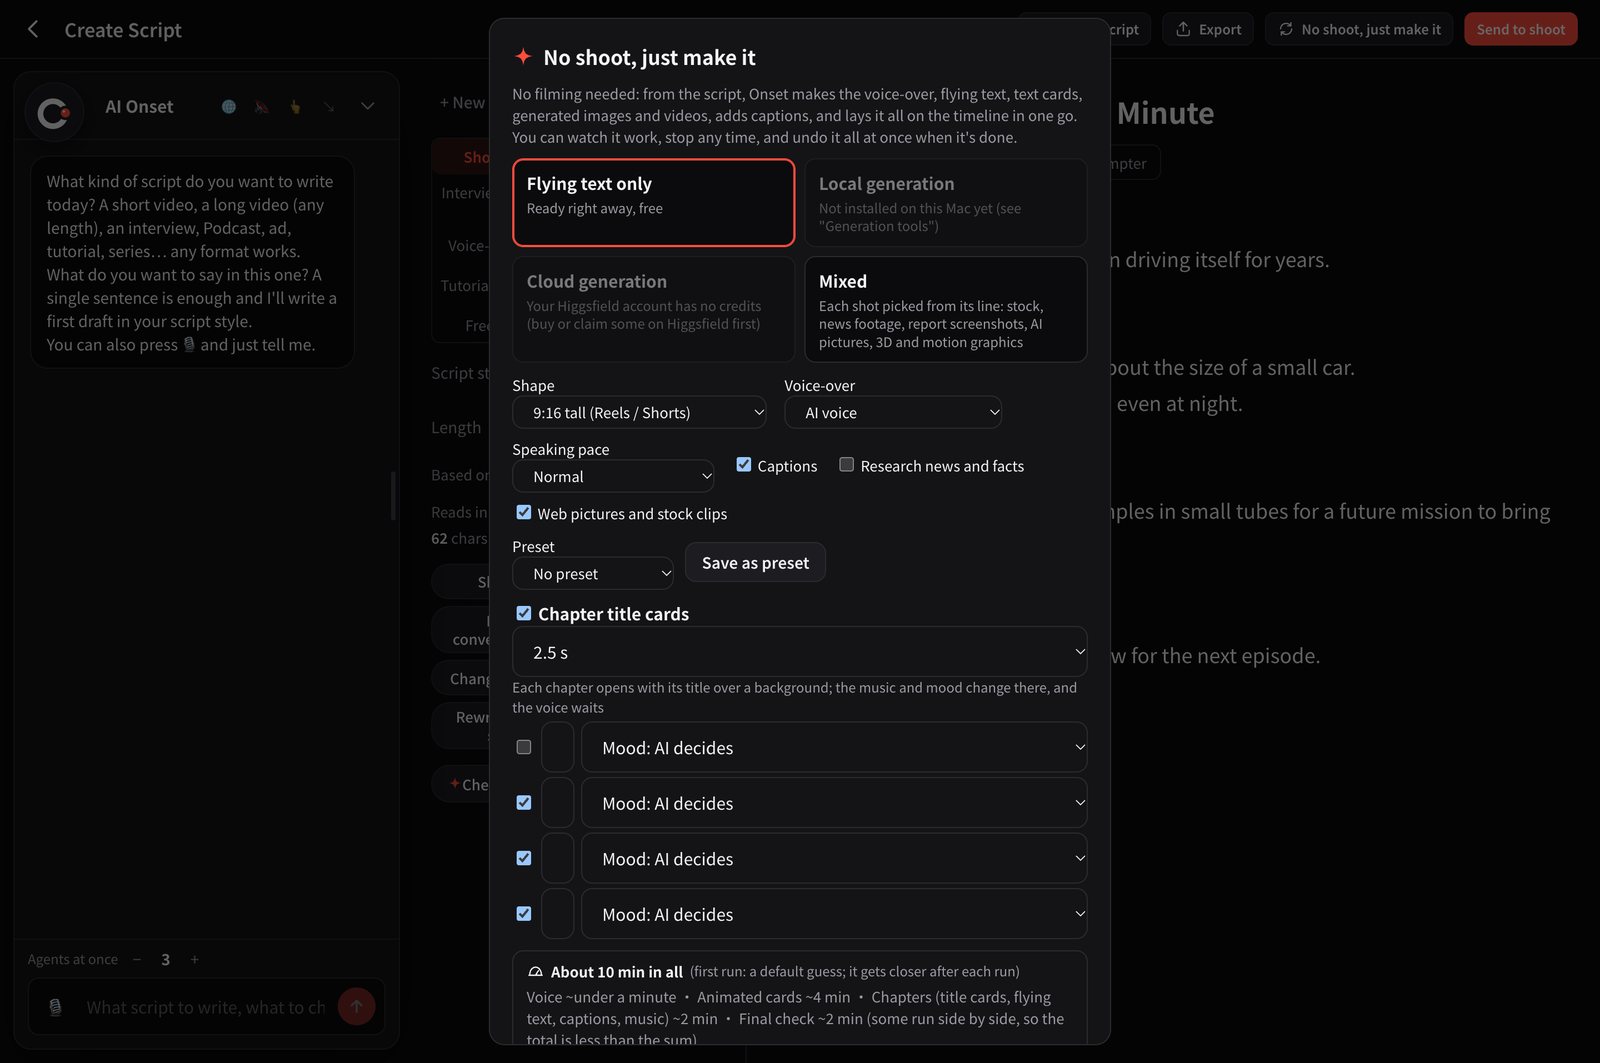 Create Script
cript
Export
No shoot, just make it
Send to shoot
AI Onset
What kind of script do you want to write
today? A short video, a long video (any
length), an interview, Podcast, ad,
tutorial, series… any format works.
What do you want to say in this one? A
single sentence is enough and I'll write a
first draft in your script style.
You can also press 🎙 and just tell me.
Agents at once − 3 +
What script to write, what to ch
+ New
Sho
Intervie
Voice-
Tutoria
Free
Script st
Length
Based on
Reads in
62 chars
conve
Chang
Rewr
Che
No shoot, just make it
No filming needed: from the script, Onset makes the voice-over, flying text, text cards,
generated images and videos, adds captions, and lays it all on the timeline in one go.
You can watch it work, stop any time, and undo it all at once when it's done.
Flying text only
Ready right away, free
Local generation
Not installed on this Mac yet (see
"Generation tools")
Cloud generation
Your Higgsfield account has no credits
(buy or claim some on Higgsfield first)
Mixed
Each shot picked from its line: stock,
news footage, report screenshots, AI
pictures, 3D and motion graphics
Shape
9:16 tall (Reels / Shorts)
Voice-over
AI voice
Speaking pace
Normal
Captions
Research news and facts
Web pictures and stock clips
Preset
No preset
Save as preset
Chapter title cards
2.5 s
Each chapter opens with its title over a background; the music and mood change there, and
the voice waits
Mood: AI decides
Mood: AI decides
Mood: AI decides
Mood: AI decides
About 10 min in all (first run: a default guess; it gets closer after each run)
Voice ~under a minute • Animated cards ~4 min • Chapters (title cards, flying
text, captions, music) ~2 min • Final check ~2 min (some run side by side, so the
total is less than the sum)
Minute
pter
n driving itself for years.
bout the size of a small car.
even at night.
ples in small tubes for a future mission to bring
w for the next episode.